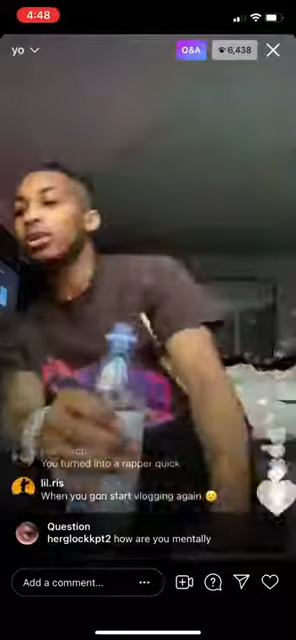 4:48
yo
Q&A
6,438
You turned into a rapper quick
lil.ris
When you gon start vlogging again 😕
Question
herglockkpt2 how are you mentally
Add a comment...